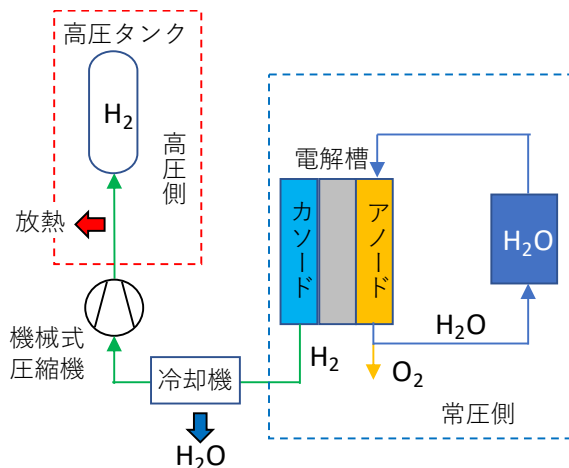 高圧タンク
H₂
高
圧
側
放熱
機械式
圧縮機
冷却機
H₂O
電解槽
カソード
アノード
H₂O
H₂O
H₂
O₂
常圧側